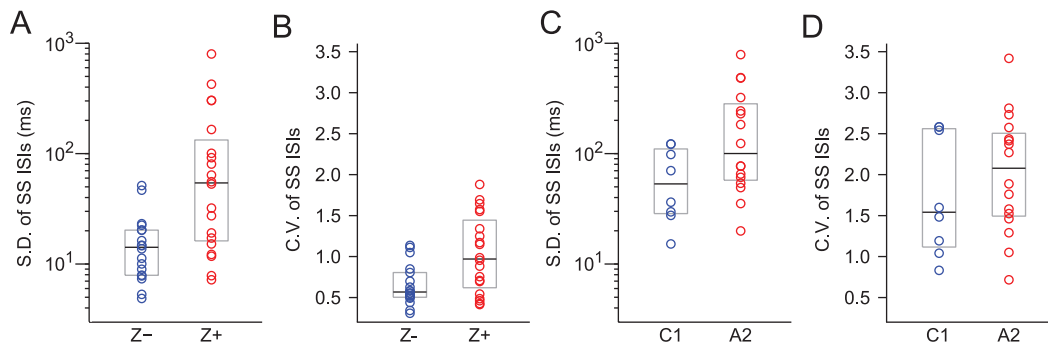 A
S.D. of SS ISIs (ms)
10³
10²
10¹
Z− Z+
B
C.V. of SS ISIs
3.5
3.0
2.5
2.0
1.5
1.0
0.5
Z- Z+
C
S.D. of SS ISIs (ms)
10³
10²
10¹
C1 A2
D
C.V. of SS ISIs
3.5
3.0
2.5
2.0
1.5
1.0
0.5
C1 A2